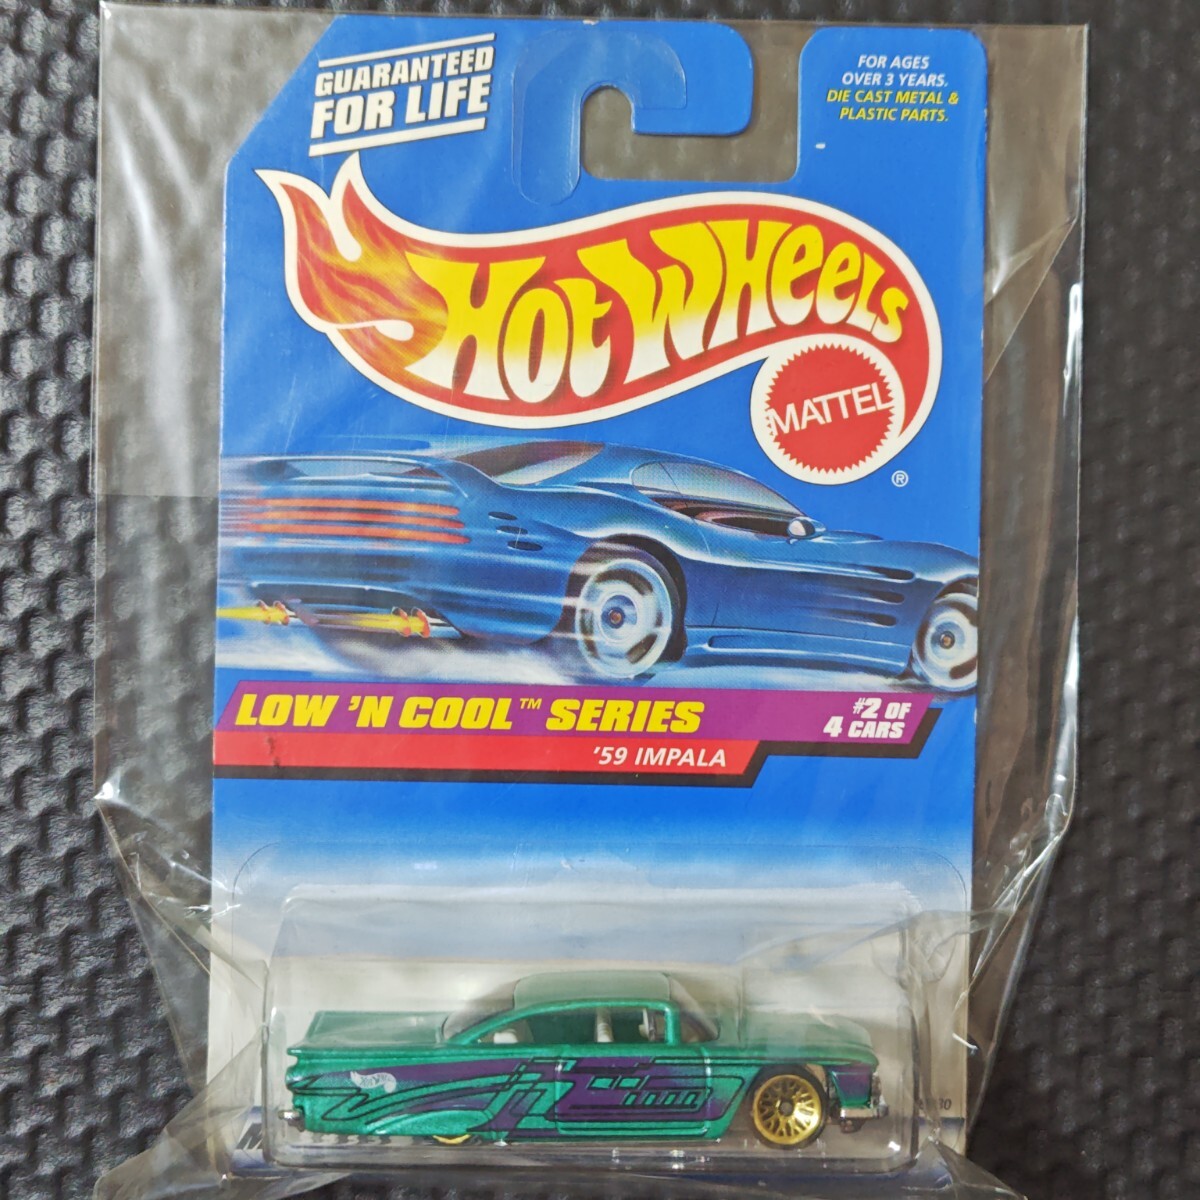 GUARANTEED
FOR LIFE
FOR AGES
OVER 3 YEARS.
DIE CAST METAL &
PLASTIC PARTS.
HOT WHEELS
MATTEL
®
LOW 'N COOL™ SERIES
#2 OF
4 CARS
'59 IMPALA